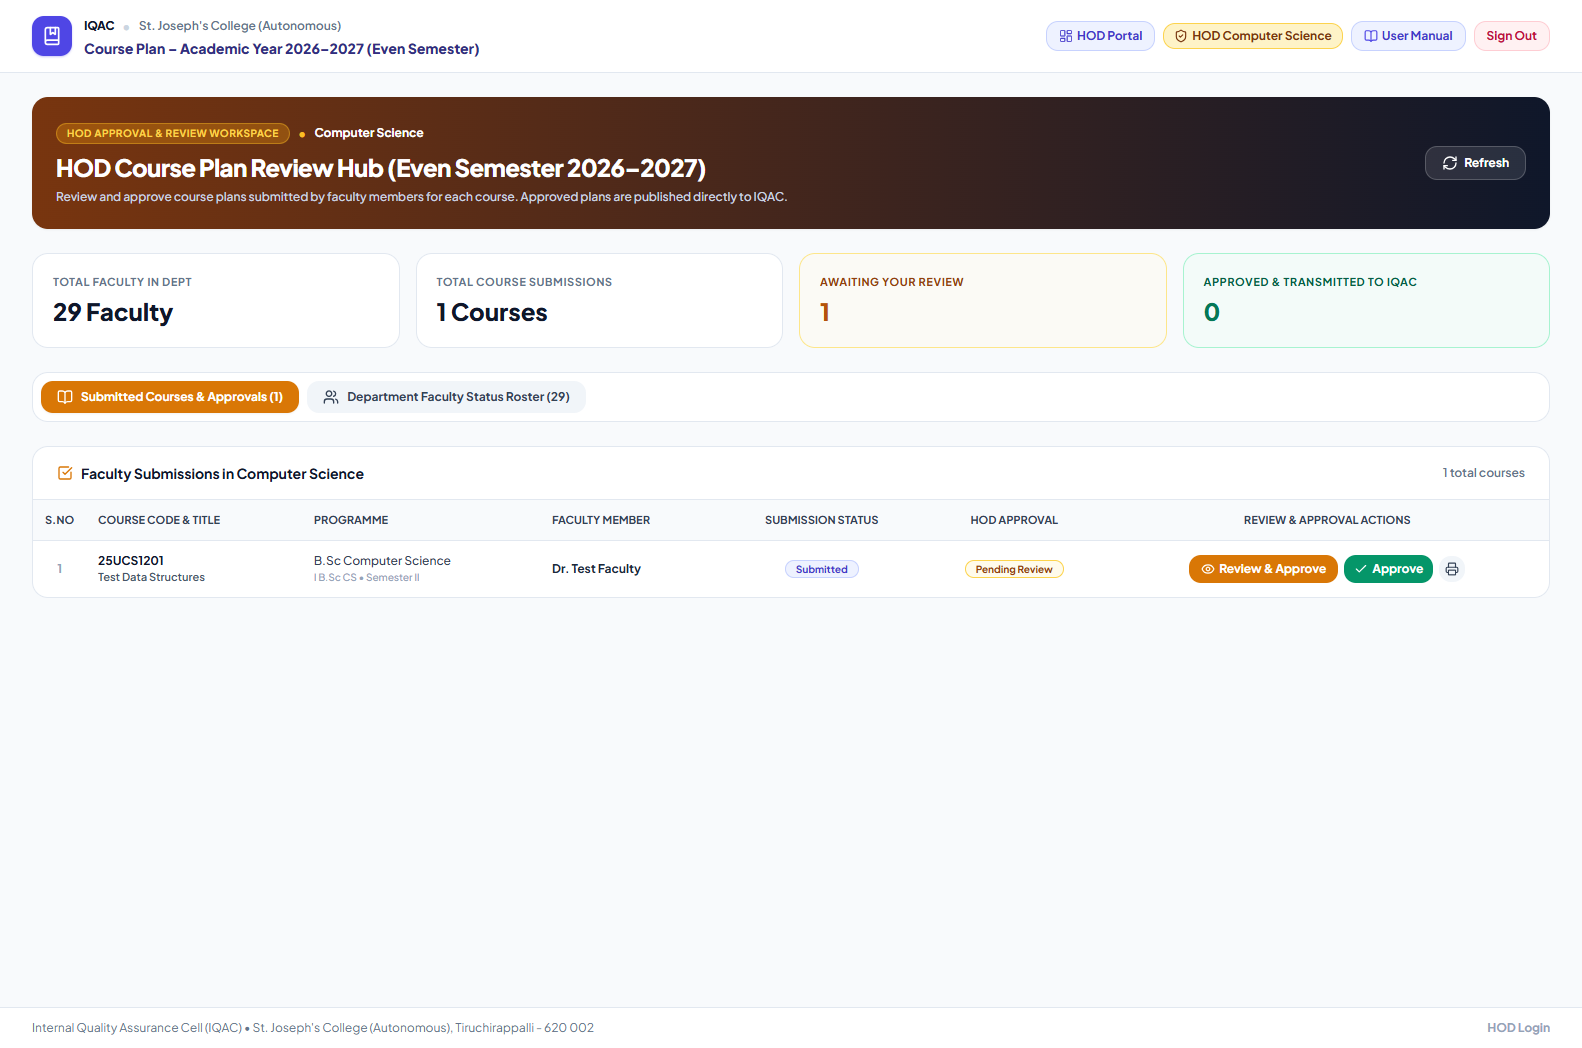 IQAC • St. Joseph's College (Autonomous)
Course Plan – Academic Year 2026–2027 (Even Semester)
HOD Portal
HOD Computer Science
User Manual
Sign Out
HOD APPROVAL & REVIEW WORKSPACE • Computer Science
HOD Course Plan Review Hub (Even Semester 2026–2027)
Review and approve course plans submitted by faculty members for each course. Approved plans are published directly to IQAC.
Refresh
TOTAL FACULTY IN DEPT
29 Faculty
TOTAL COURSE SUBMISSIONS
1 Courses
AWAITING YOUR REVIEW
1
APPROVED & TRANSMITTED TO IQAC
0
Submitted Courses & Approvals (1)
Department Faculty Status Roster (29)
Faculty Submissions in Computer Science
1 total courses
S.NO COURSE CODE & TITLE PROGRAMME FACULTY MEMBER SUBMISSION STATUS HOD APPROVAL REVIEW & APPROVAL ACTIONS
1
25UCS1201
Test Data Structures
B.Sc Computer Science
I B.Sc CS • Semester II
Dr. Test Faculty
Submitted
Pending Review
Review & Approve
Approve
Internal Quality Assurance Cell (IQAC) • St. Joseph's College (Autonomous), Tiruchirappalli - 620 002
HOD Login